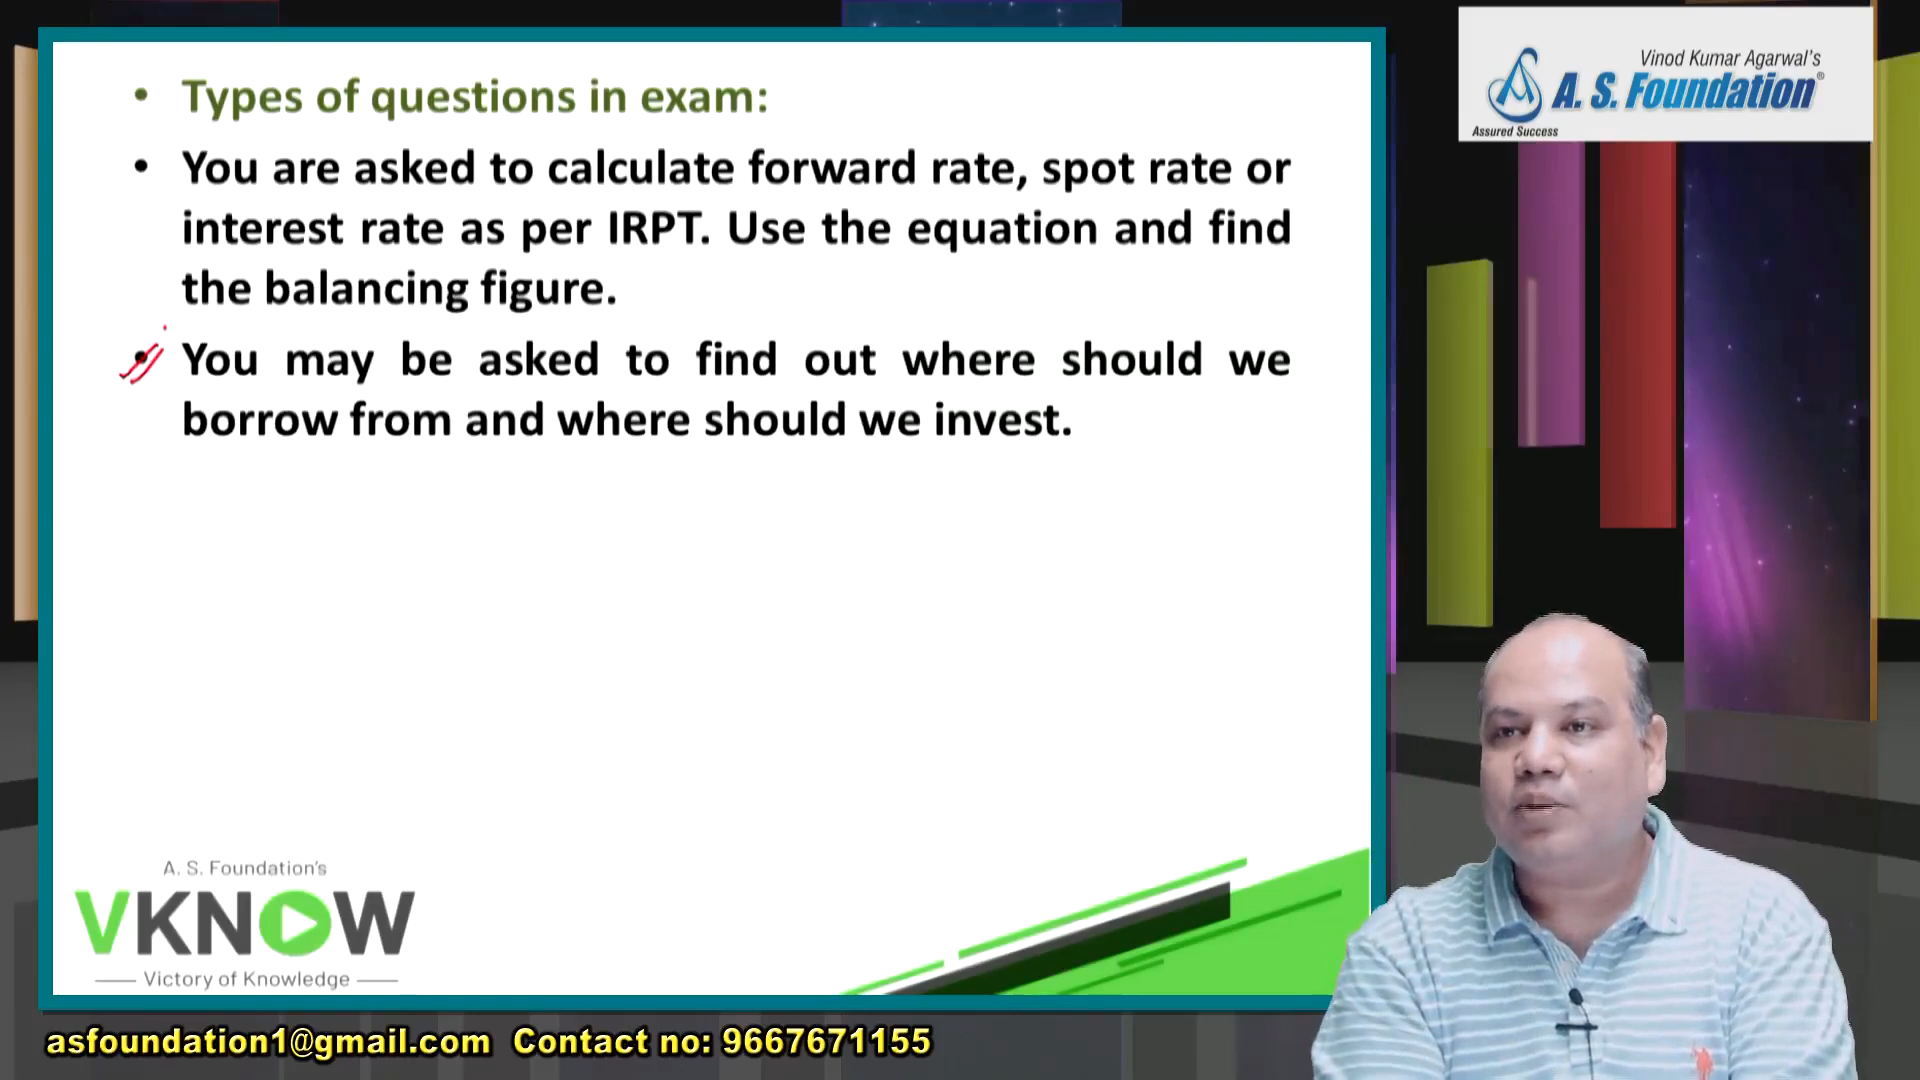 Vinod Kumar Agarwal's
A. S. Foundation®
Assured Success
• Types of questions in exam:
• You are asked to calculate forward rate, spot rate or
interest rate as per IRPT. Use the equation and find
the balancing figure.
• You may be asked to find out where should we
borrow from and where should we invest.
A. S. Foundation's
VKNOW
Victory of Knowledge
asfoundation1@gmail.com Contact no: 9667671155